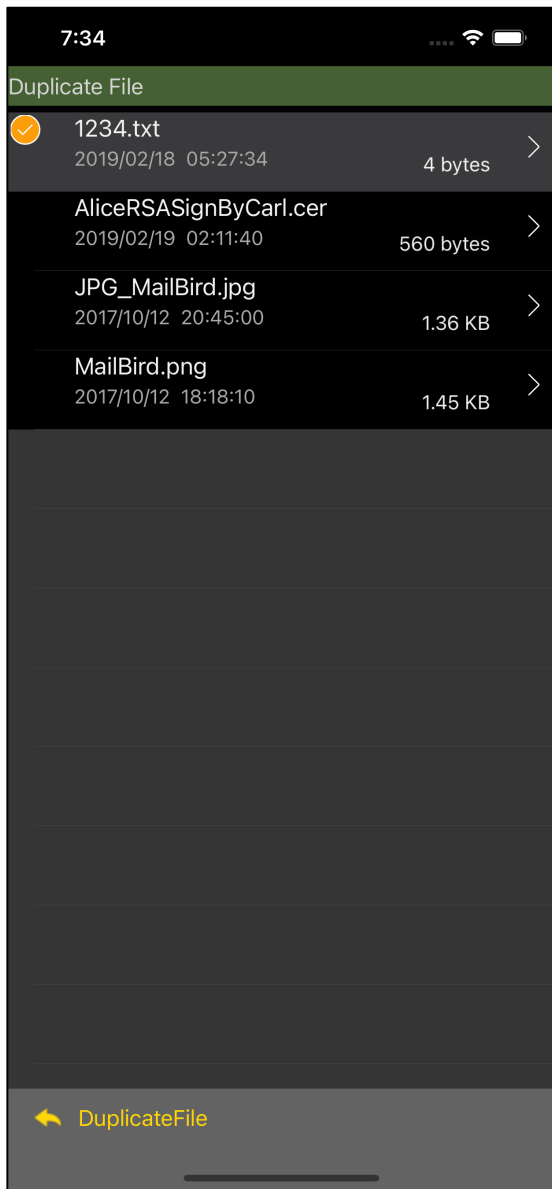 7:34
Duplicate File
1234.txt
2019/02/18 05:27:34
4 bytes
AliceRSASignByCarl.cer
2019/02/19 02:11:40
560 bytes
JPG_MailBird.jpg
2017/10/12 20:45:00
1.36 KB
MailBird.png
2017/10/12 18:18:10
1.45 KB
DuplicateFile